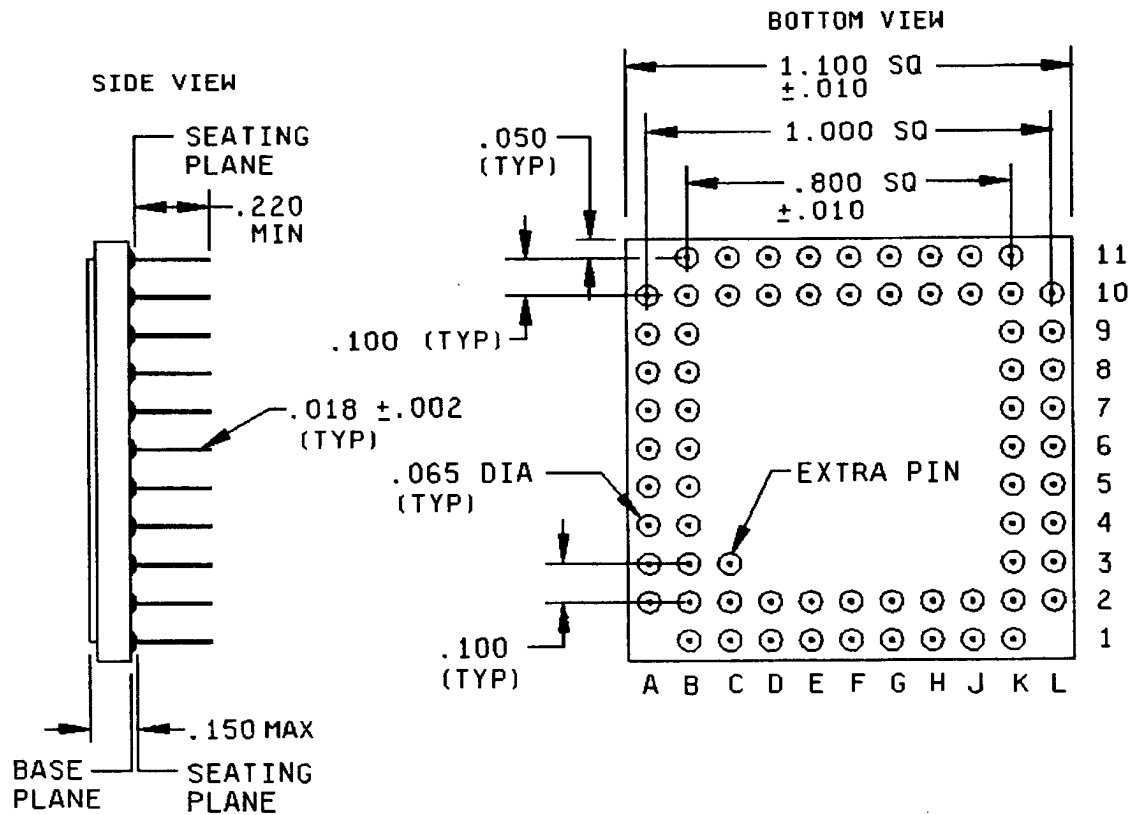 BOTTOM VIEW
1.100 SQ
±.010
SIDE VIEW
SEATING
PLANE
.050
(TYP)
1.000 SQ
.800 SQ
±.010
.220
MIN
11
10
.100 (TYP)
9
8
.018 ±.002
(TYP)
7
6
.065 DIA
(TYP)
EXTRA PIN
5
4
3
2
.100
(TYP)
1
A B C D E F G H J K L
.150 MAX
BASE
PLANE
SEATING
PLANE